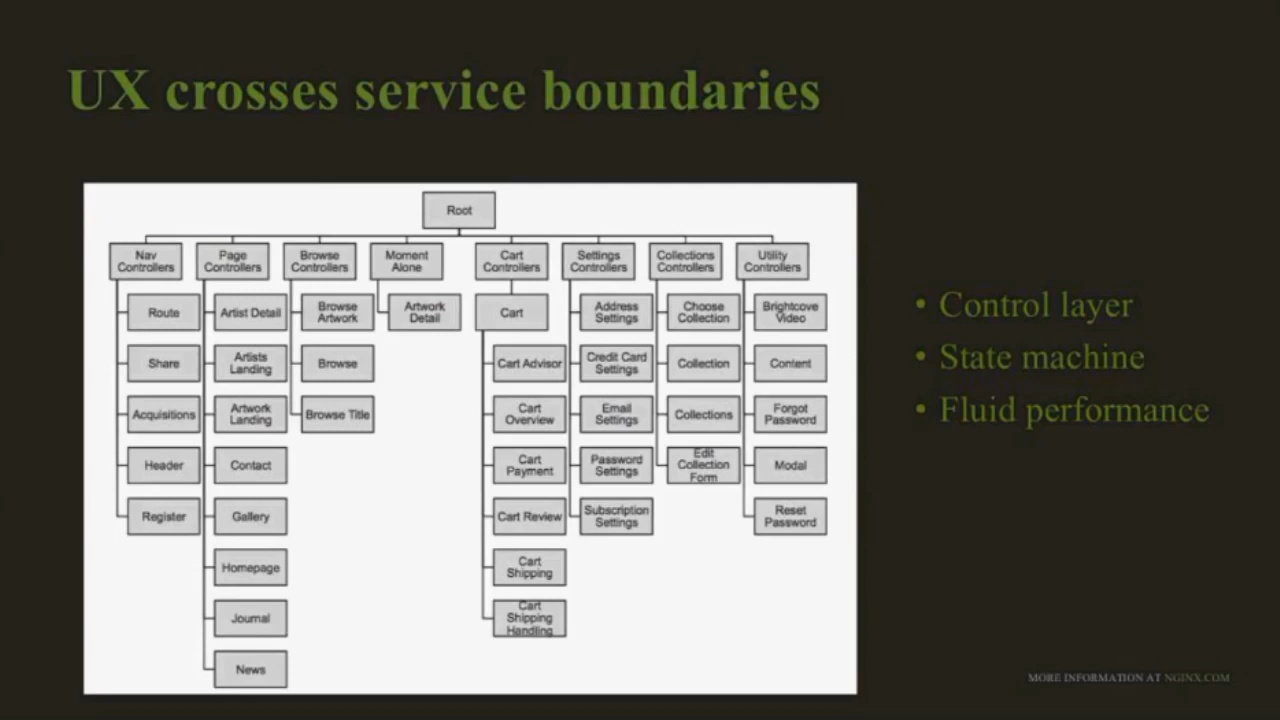 UX crosses service boundaries
Root
Nav
Controllers
Page
Controllers
Browse
Controllers
Moment
Alone
Cart
Controllers
Settings
Controllers
Collections
Controllers
Utility
Controllers
Route
Artist Detail
Browse
Artwork
Artwork
Detail
Cart
Address
Settings
Choose
Collection
Brightcove
Video
Share
Artists
Landing
Browse
Cart Advisor
Credit Card
Settings
Collection
Content
Acquisitions
Artwork
Landing
Browse Title
Cart
Overview
Email
Settings
Collections
Forgot
Password
Header
Contact
Cart
Payment
Password
Settings
Edit
Collection
Form
Modal
Register
Gallery
Cart Review
Subscription
Settings
Reset
Password
Homepage
Cart
Shipping
Journal
Cart
Shipping
Handling
News
• Control layer
• State machine
• Fluid performance
MORE INFORMATION AT NGINX.COM